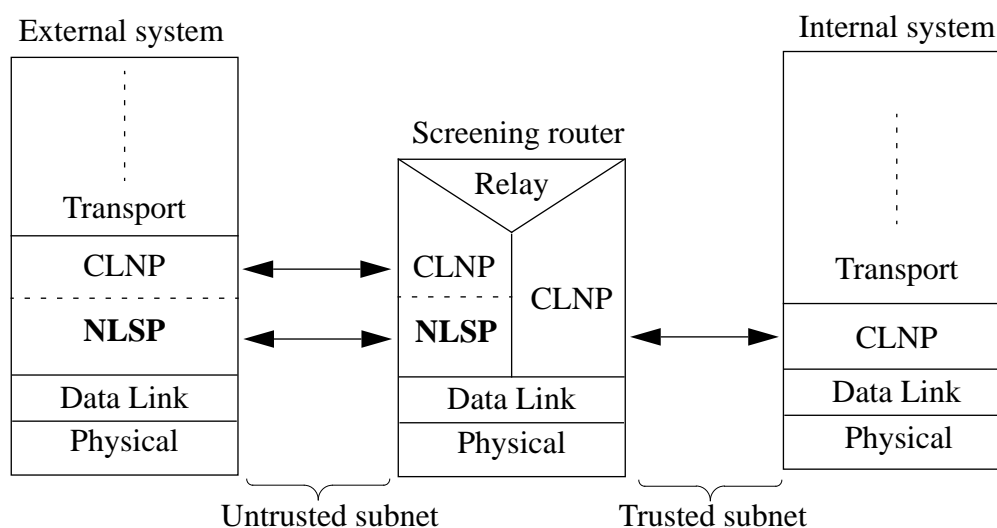 External system
Internal system
Screening router
Relay
Transport
CLNP
NLSP
Data Link
Physical
CLNP
NLSP
CLNP
Data Link
Physical
Transport
CLNP
Data Link
Physical
Untrusted subnet
Trusted subnet